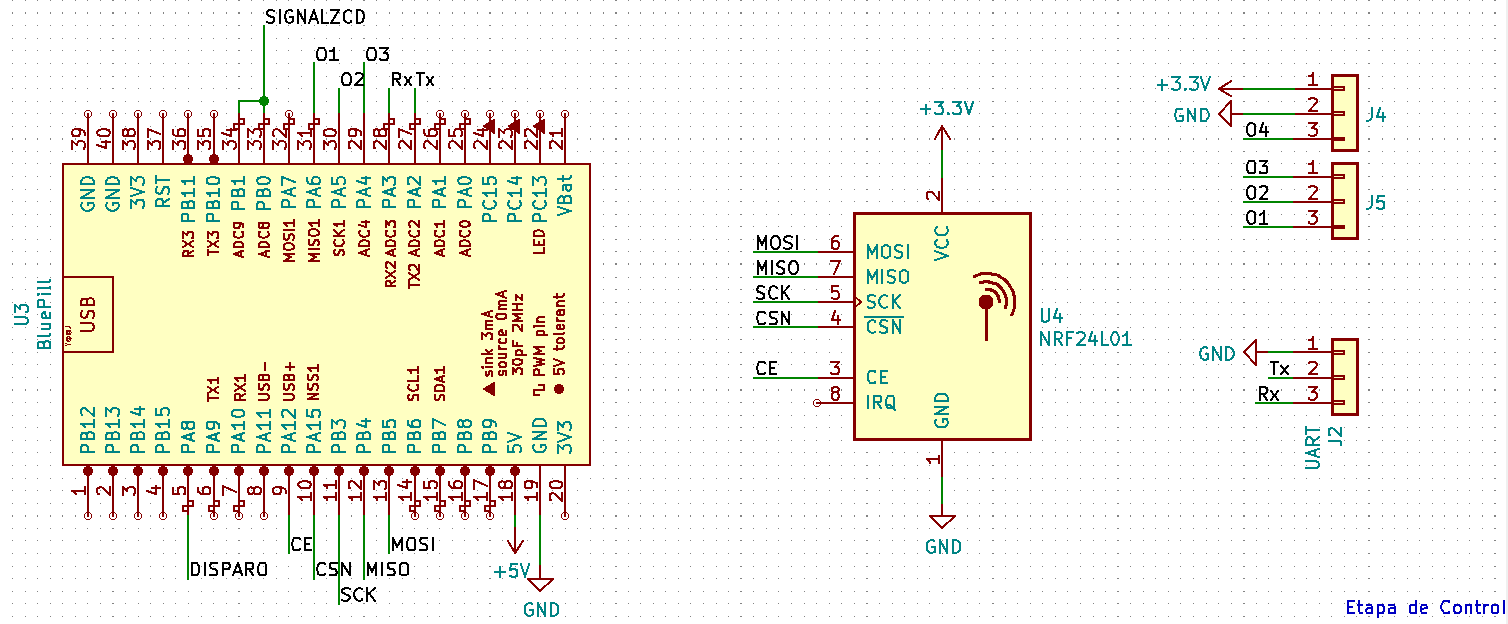 SIGNALZCD
O1
O3
O2
Rx
Tx
39
40
38
37
36
35
34
33
32
31
30
29
28
27
26
25
24
23
22
21
GND
GND
3V3
RST
PB11
PB10
PB1
PB0
PA7
PA6
PA5
PA4
PA3
PA2
PA1
PA0
PC15
PC14
PC13
VBat
RX3
TX3
ADC9
ADC8
MOSI1
MISO1
SCK1
ADC4
RX2 ADC3
TX2 ADC2
ADC1
ADC0
LED
U3
BluePill
USB
sink 3mA
source 0mA
30pF 2MHz
PWM pin
5V tolerant
TX1
RX1
USB-
USB+
NSS1
SCL1
SDA1
PB12
PB13
PB14
PB15
PA8
PA9
PA10
PA11
PA12
PA15
PB3
PB4
PB5
PB6
PB7
PB8
PB9
5V
GND
3V3
1
2
3
4
5
6
7
8
9
10
11
12
13
14
15
16
17
18
19
20
DISPARO
CE
CSN
SCK
MISO
MOSI
+5V
GND
+3.3V
2
VCC
MOSI 6 MOSI
MISO 7 MISO
SCK 5 SCK
CSN 4 CSN
CE 3 CE
8 IRQ
GND
1
GND
U4
NRF24L01
+3.3V 1
GND 2
O4 3
J4
O3 1
O2 2
O1 3
J5
GND 1
Tx 2
Rx 3
UART
J2
Etapa de Control